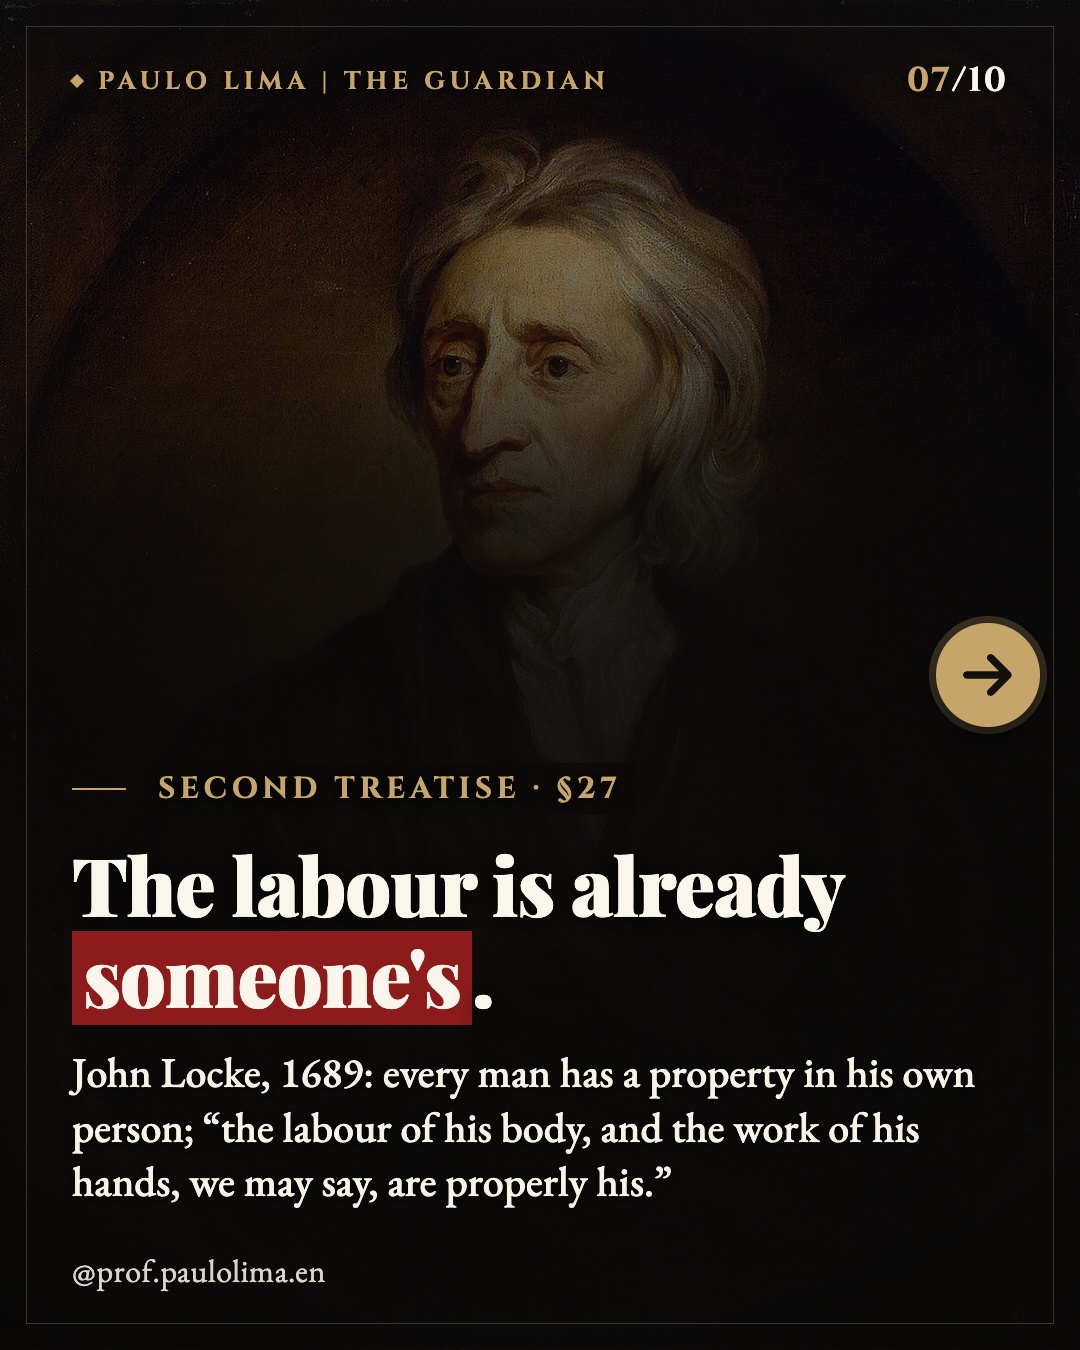 ◆ PAULO LIMA | THE GUARDIAN
07/10
SECOND TREATISE · §27
The labour is already
someone's.
John Locke, 1689: every man has a property in his own
person; “the labour of his body, and the work of his
hands, we may say, are properly his.”
@prof.paulolima.en